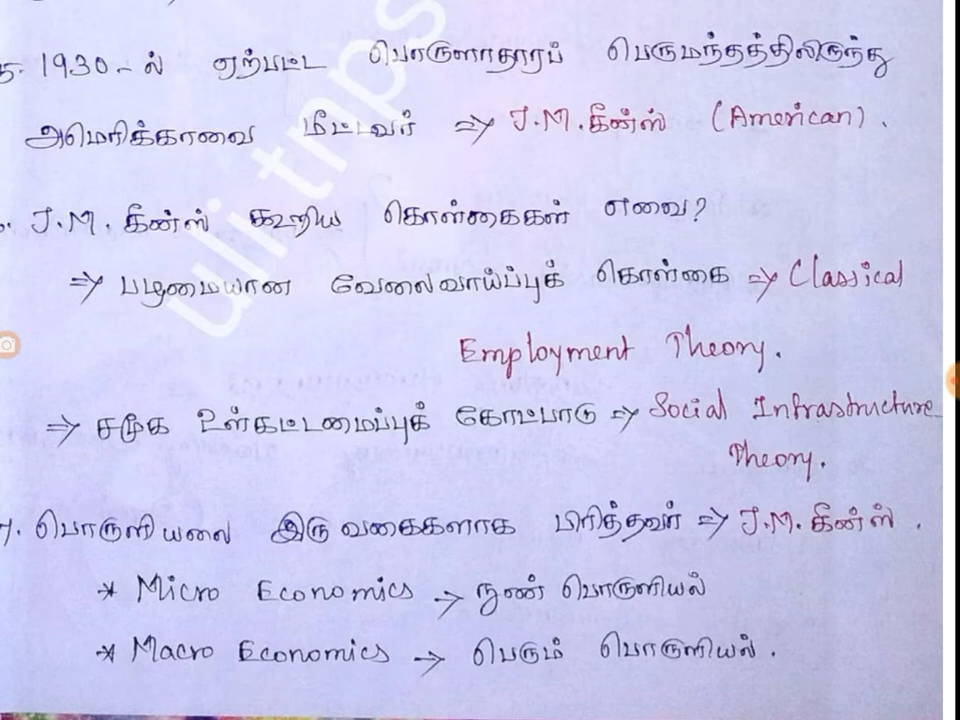 5. 1930-ல் ஏற்பட்ட பொருளாதாரப் பெருமந்தத்திலிருந்து
அமெரிக்காவை மீட்டவர் => J.M.கீன்ஸ் (American).
6. J.M. கீன்ஸ் கூறிய கொள்கைகள் எவை?
=> பழமையான வேலைவாய்ப்புக் கொள்கை => Classical
Employment Theory.
=> சமூக உள்கட்டமைப்புக் கோட்பாடு => Social Infrastructure
Theory.
7. பொருளியலை இரு வகைகளாக பிரித்தவர் => J.M.கீன்ஸ்.
* Micro Economics -> நுண் பொருளியல்
* Macro Economics -> பெரும் பொருளியல்.